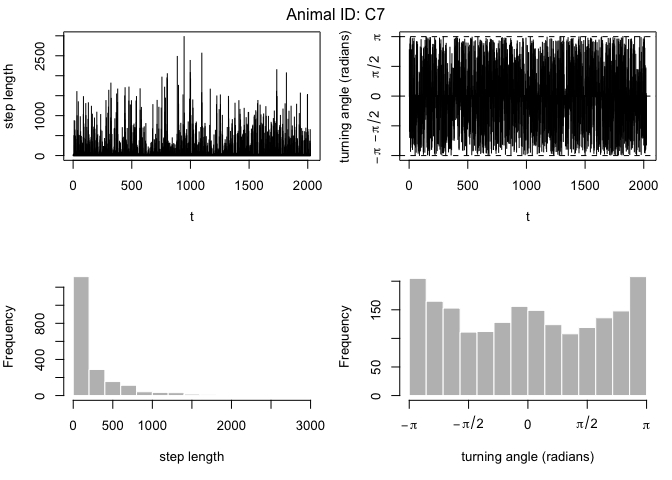 Animal ID: C7
step length
0 1000 2500
0 500 1000 1500 2000
t
turning angle (radians)
−π −π/2 0 π/2 π
0 500 1000 1500 2000
t
Frequency
0 400 800
0 500 1000 2000 3000
step length
Frequency
0 50 150
−π −π/2 0 π/2 π
turning angle (radians)